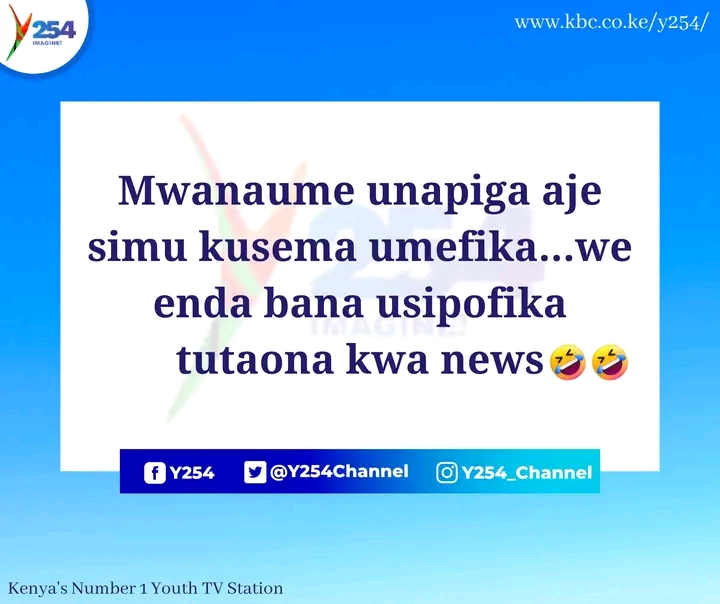 Y254
IMAGINE!
www.kbc.co.ke/y254/
Mwanaume unapiga aje
simu kusema umefika...we
enda bana usipofika
tutaona kwa news🤣🤣
Y254
@Y254Channel
Y254_Channel
Kenya's Number 1 Youth TV Station